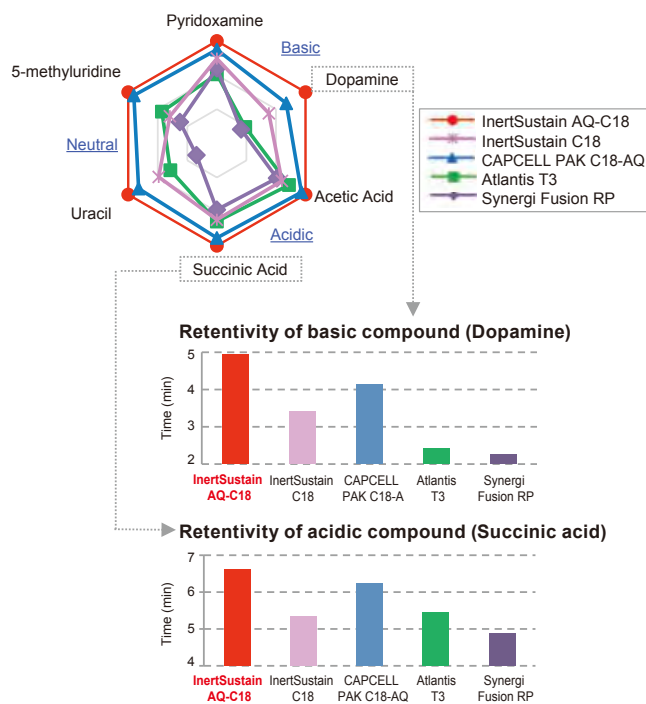 Pyridoxamine
Basic
5-methyluridine
Dopamine
Neutral
InertSustain AQ-C18
InertSustain C18
CAPCELL PAK C18-AQ
Atlantis T3
Synergi Fusion RP
Uracil
Acetic Acid
Acidic
Succinic Acid
Retentivity of basic compound (Dopamine)
Time (min)
5
4
3
2
InertSustain
AQ-C18
InertSustain
C18
CAPCELL
PAK C18-A
Atlantis
T3
Synergi
Fusion RP
Retentivity of acidic compound (Succinic acid)
Time (min)
7
6
5
4
InertSustain
AQ-C18
InertSustain
C18
CAPCELL
PAK C18-AQ
Atlantis
T3
Synergi
Fusion RP